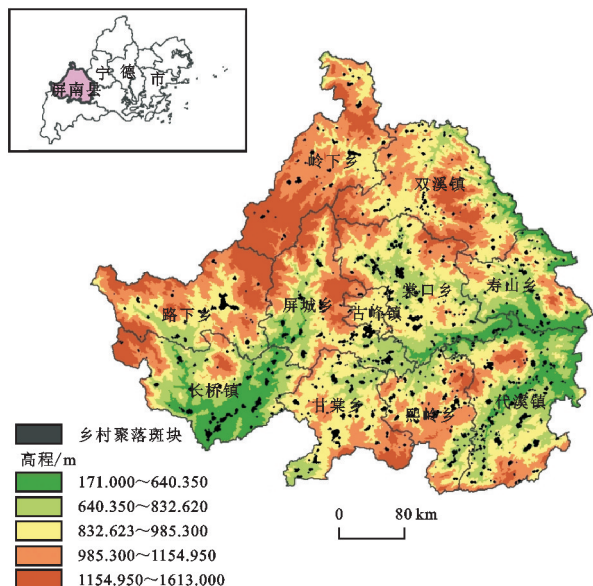 宁德市
屏南县
岭下乡
双溪镇
屏城乡
棠口乡
寿山乡
路下乡
古峰镇
长桥镇
甘棠乡
熙岭乡
代溪镇
乡村聚落斑块
高程/m
171.000～640.350
640.350～832.620
832.623～985.300
985.300～1154.950
1154.950～1613.000
0 80 km